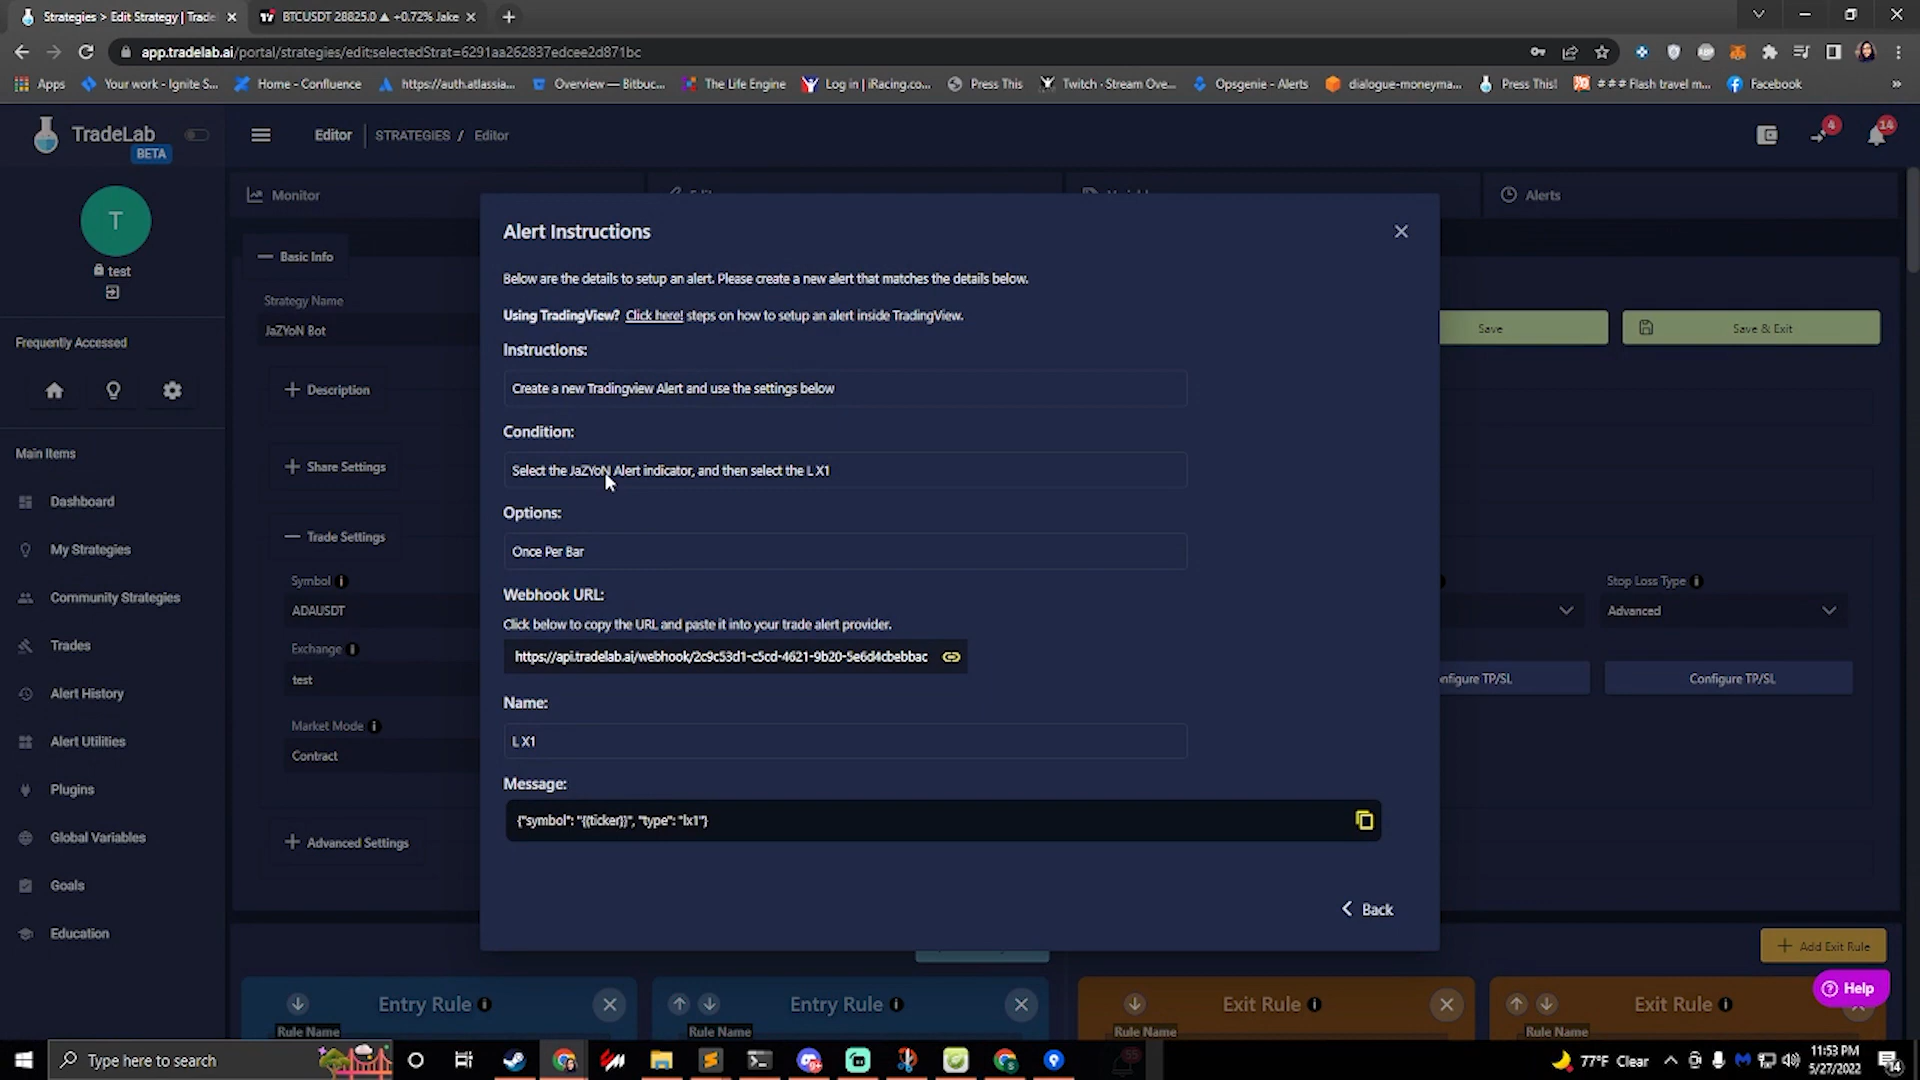 Strategies > Edit Strategy | Trade
BTCUSDT 28825.0 ▲ +0.72% Jake
app.tradelab.ai/portal/strategies/edit;selectedStrat=6291aa262837edcee2d871bc
Apps
Your work - Ignite S...
Home - Confluence
https://auth.atlassia...
Overview — Bitbuc...
The Life Engine
Log in | iRacing.co...
Press This
Twitch - Stream Ove...
Opsgenie - Alerts
dialogue-moneyma...
Press This!
###Flash travel m...
Facebook
TradeLab
BETA
Editor
STRATEGIES / Editor
4
14
T
test
Frequently Accessed
Main Items
Dashboard
My Strategies
Community Strategies
Trades
Alert History
Alert Utilities
Plugins
Global Variables
Goals
Education
Monitor
Alerts
Basic Info
Strategy Name
JaZYoN Bot
Description
Share Settings
Trade Settings
Symbol
ADAUSDT
Exchange
test
Market Mode
Contract
Advanced Settings
Alert Instructions
Below are the details to setup an alert. Please create a new alert that matches the details below.
Using TradingView? Click here! steps on how to setup an alert inside TradingView.
Instructions:
Create a new Tradingview Alert and use the settings below
Condition:
Select the JaZYoN Alert indicator, and then select the L X1
Options:
Once Per Bar
Webhook URL:
Click below to copy the URL and paste it into your trade alert provider.
https://api.tradelab.ai/webhook/2c9c53d1-c5cd-4621-9b20-5e6d4cbebbac
Name:
L X1
Message:
{"symbol": "{{ticker}}", "type": "lx1"}
Back
Save
Save & Exit
Stop Loss Type
Advanced
nfigure TP/SL
Configure TP/SL
Add Exit Rule
Help
Entry Rule
Rule Name
Entry Rule
Rule Name
Exit Rule
Rule Name
Exit Rule
Rule Name
Type here to search
77°F Clear
11:53 PM
5/27/2022
14